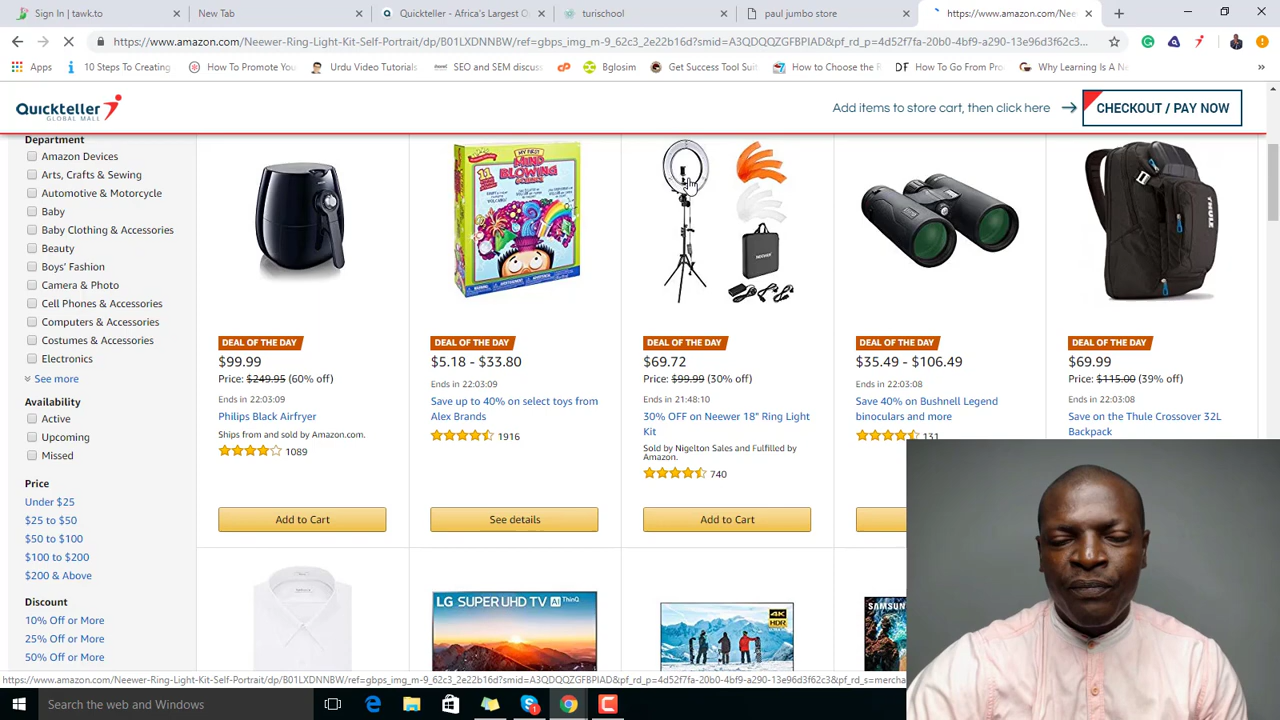 Sign In | tawk.to
New Tab
Quickteller - Africa's Largest O
turischool
paul jumbo store
https://www.amazon.com/Nee
https://www.amazon.com/Neewer-Ring-Light-Kit-Self-Portrait/dp/B01LXDNNBW/ref=gbps_img_m-9_62c3_2e22b16d?smid=A3QDQQZGFBPIAD&pf_rd_p=4d52f7fa-20b0-4bf9-a290-13e96d3f62c3...
Apps
10 Steps To Creating
How To Promote You
Urdu Video Tutorials
SEO and SEM discuss
Bglosim
Get Success Tool Suit
How to Choose the R
DF How To Go From Pro
Why Learning Is A Ne
Quickteller
GLOBAL MALL
Add items to store cart, then click here
CHECKOUT / PAY NOW
Department
Amazon Devices
Arts, Crafts & Sewing
Automotive & Motorcycle
Baby
Baby Clothing & Accessories
Beauty
Boys' Fashion
Camera & Photo
Cell Phones & Accessories
Computers & Accessories
Costumes & Accessories
Electronics
See more
Availability
Active
Upcoming
Missed
Price
Under $25
$25 to $50
$50 to $100
$100 to $200
$200 & Above
Discount
10% Off or More
25% Off or More
50% Off or More
DEAL OF THE DAY
$99.99
Price: $249.95 (60% off)
Ends in 22:03:09
Philips Black Airfryer
Ships from and sold by Amazon.com.
1089
Add to Cart
MY FIRST
MIND
BLOWING
11
DEAL OF THE DAY
$5.18 - $33.80
Ends in 22:03:09
Save up to 40% on select toys from
Alex Brands
1916
See details
NEEWER
DEAL OF THE DAY
$69.72
Price: $99.99 (30% off)
Ends in 21:48:10
30% OFF on Neewer 18" Ring Light
Kit
Sold by Nigelton Sales and Fulfilled by
Amazon.
740
Add to Cart
DEAL OF THE DAY
$35.49 - $106.49
Ends in 22:03:08
Save 40% on Bushnell Legend
binoculars and more
131
THULE
DEAL OF THE DAY
$69.99
Price: $115.00 (39% off)
Ends in 22:03:08
Save on the Thule Crossover 32L
Backpack
LG SUPER UHD TV AI ThinQ
4K
HDR
SAMSUN
https://www.amazon.com/Neewer-Ring-Light-Kit-Self-Portrait/dp/B01LXDNNBW/ref=gbps_img_m-9_62c3_2e22b16d?smid=A3QDQQZGFBPIAD&pf_rd_p=4d52f7fa-20b0-4bf9-a290-13e96d3f62c3&pf_rd_s=mercha
Search the web and Windows